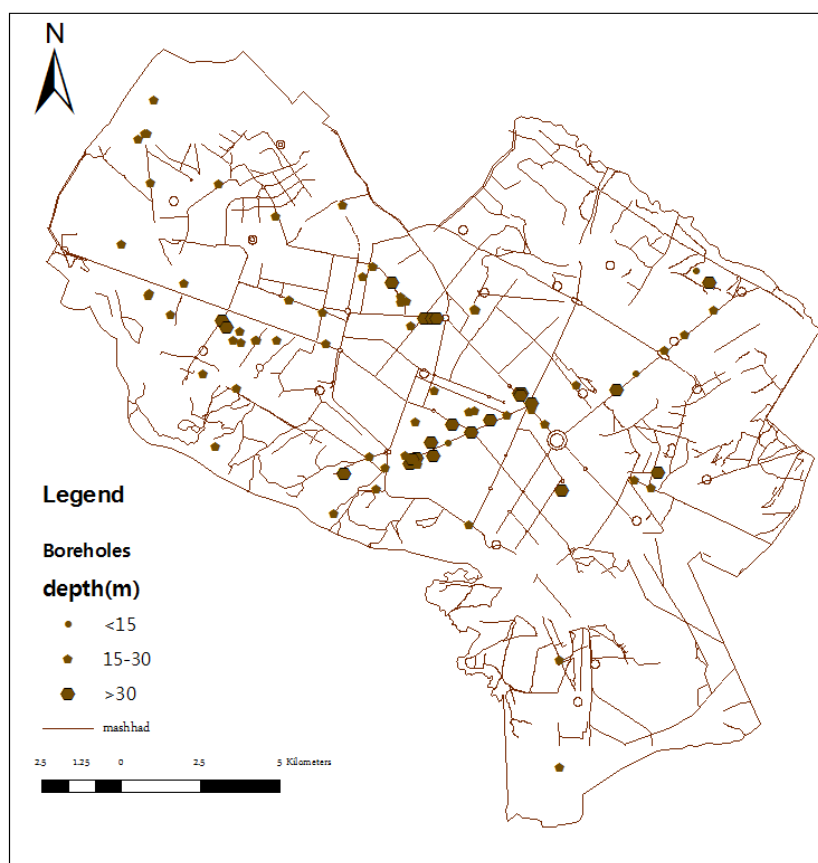 N
Legend
Boreholes
depth(m)
<15
15-30
>30
mashhad
2.5 1.25 0 2.5 5 Kilometers